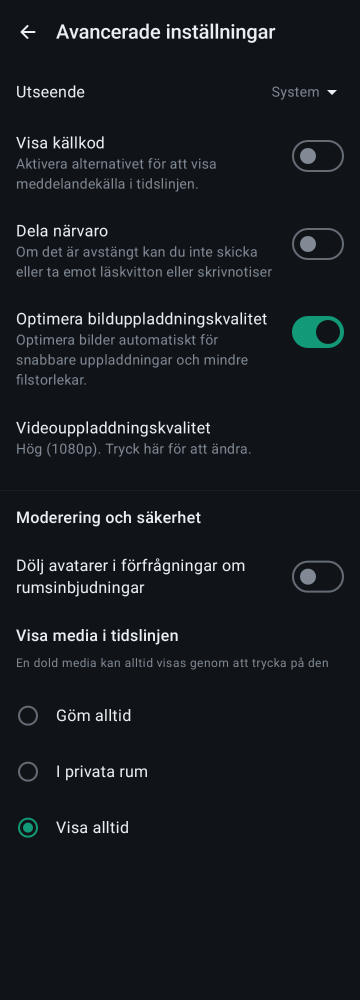 Avancerade inställningar
Utseende
System
Visa källkod
Aktivera alternativet för att visa
meddelandekälla i tidslinjen.
Dela närvaro
Om det är avstängt kan du inte skicka
eller ta emot läskvitton eller skrivnotiser
Optimera bilduppladdningskvalitet
Optimera bilder automatiskt för
snabbare uppladdningar och mindre
filstorlekar.
Videouppladdningskvalitet
Hög (1080p). Tryck här för att ändra.
Moderering och säkerhet
Dölj avatarer i förfrågningar om
rumsinbjudningar
Visa media i tidslinjen
En dold media kan alltid visas genom att trycka på den
Göm alltid
I privata rum
Visa alltid